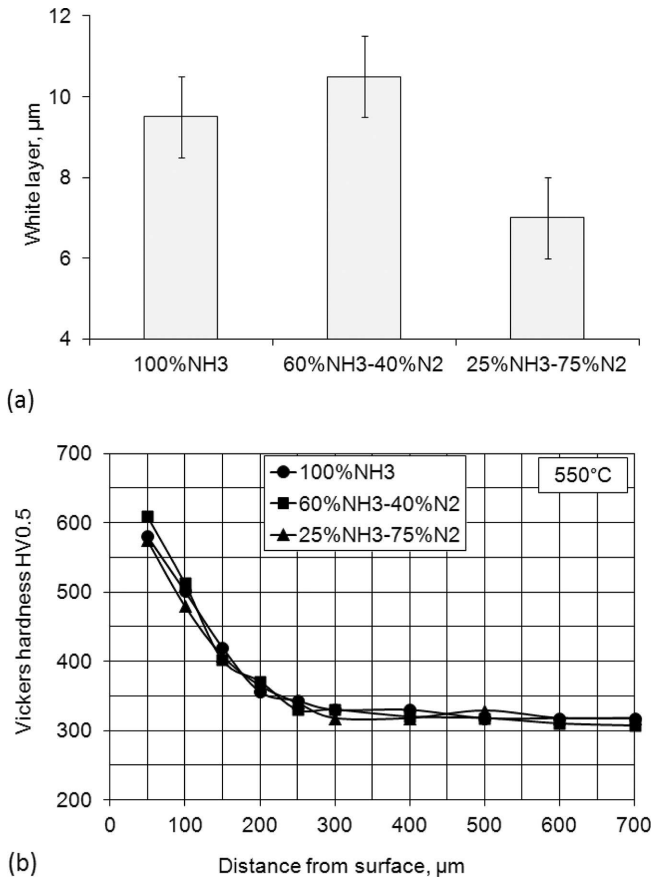 12
10
8
6
4
White layer, µm
100%NH3
60%NH3-40%N2
25%NH3-75%N2
(a)
700
600
500
400
300
200
Vickers hardness HV0.5
100%NH3
60%NH3-40%N2
25%NH3-75%N2
550°C
0 100 200 300 400 500 600 700
(b)
Distance from surface, µm